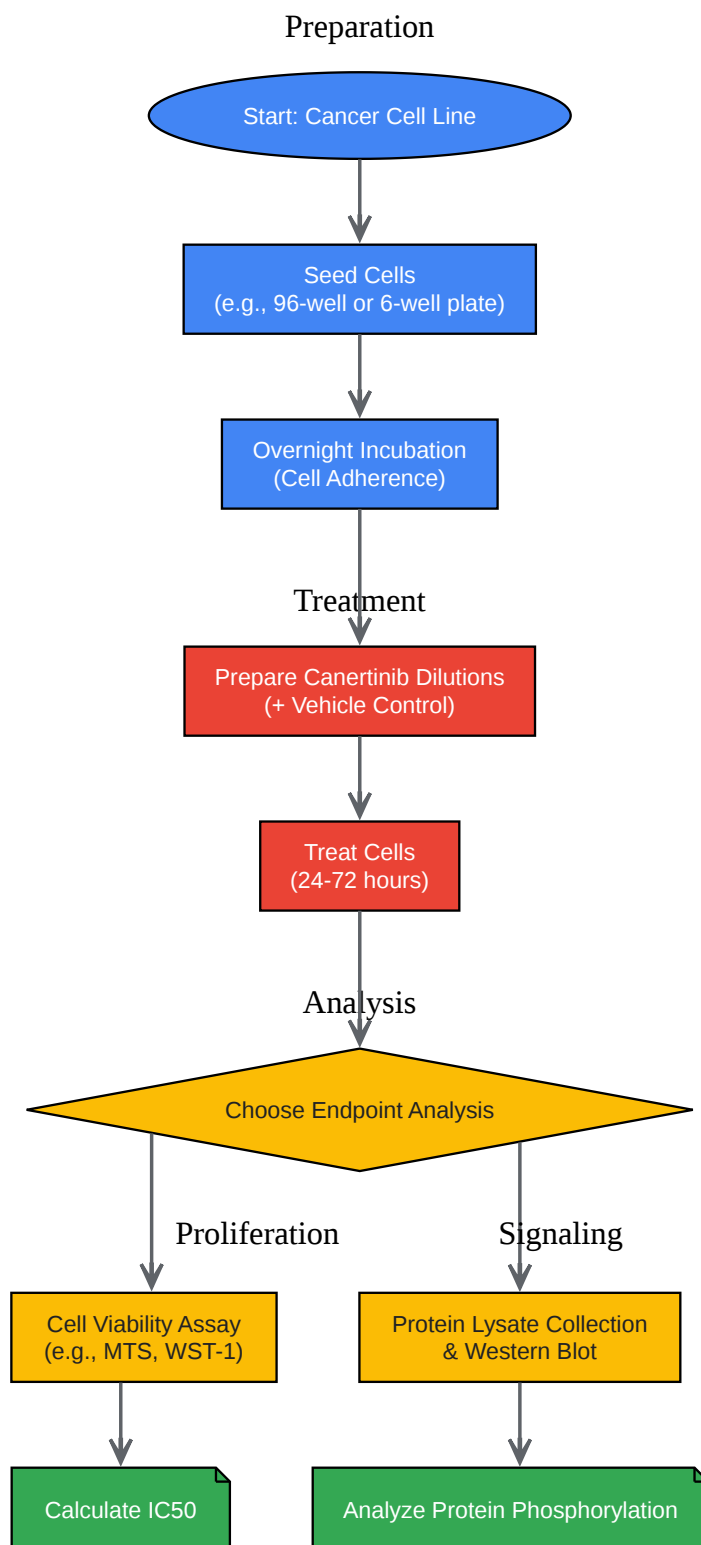 Preparation
Start: Cancer Cell Line
Seed Cells
(e.g., 96-well or 6-well plate)
Overnight Incubation
(Cell Adherence)
Treatment
Prepare Canertinib Dilutions
(+ Vehicle Control)
Treat Cells
(24-72 hours)
Analysis
Choose Endpoint Analysis
Proliferation
Signaling
Cell Viability Assay
(e.g., MTS, WST-1)
Protein Lysate Collection
& Western Blot
Calculate IC50
Analyze Protein Phosphorylation